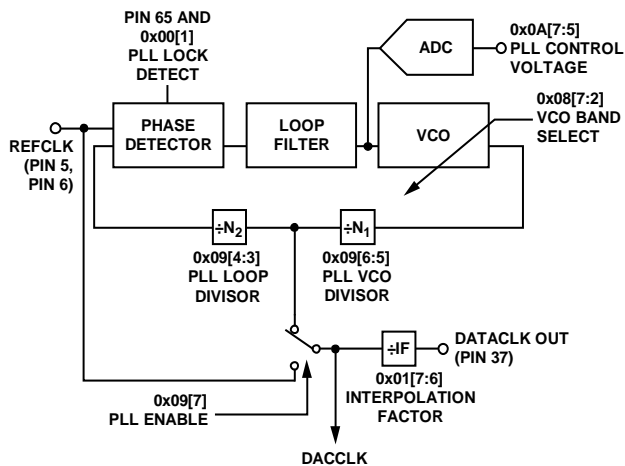 PIN 65 AND
0x00[1]
PLL LOCK
DETECT
ADC
0x0A[7:5]
PLL CONTROL
VOLTAGE
0x08[7:2]
VCO BAND
SELECT
REFCLK
(PIN 5,
PIN 6)
PHASE
DETECTOR
LOOP
FILTER
VCO
÷N2
÷N1
0x09[4:3]
PLL LOOP
DIVISOR
0x09[6:5]
PLL VCO
DIVISOR
÷IF
DATACLK OUT
(PIN 37)
0x01[7:6]
INTERPOLATION
FACTOR
0x09[7]
PLL ENABLE
DACCLK